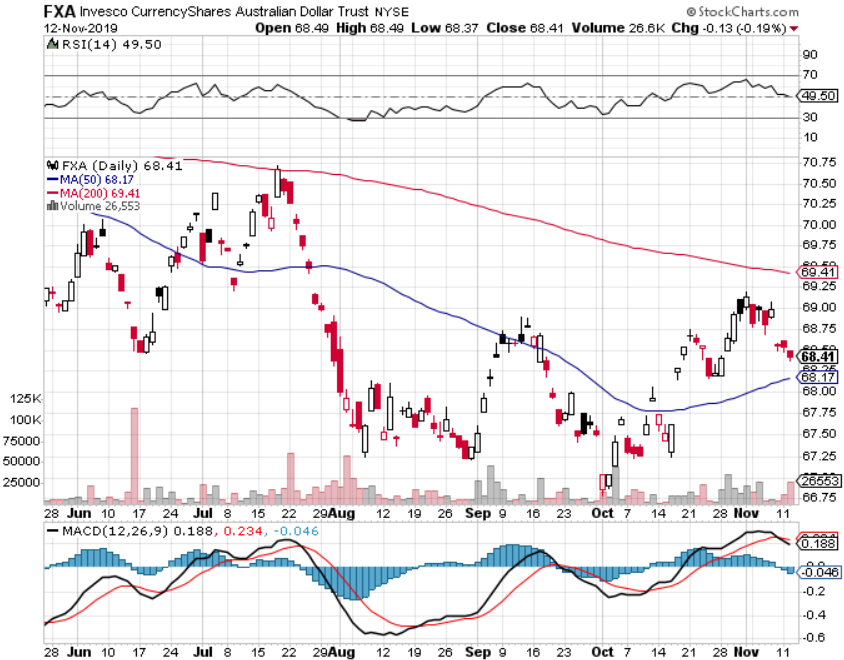 FXA Invesco CurrencyShares Australian Dollar Trust NYSE © StockCharts.com
12-Nov-2019 Open 68.49 High 68.49 Low 68.37 Close 68.41 Volume 26.6K Chg -0.13 (-0.19%)
RSI(14) 49.50
90
70
49.50
30
10
FXA (Daily) 68.41
MA(50) 68.17
MA(200) 69.41
Volume 26,553
70.75
70.50
70.25
70.00
69.75
69.41
69.25
69.00
68.75
68.41
68.17
68.00
67.75
67.50
67.25
26553
66.75
125K
100K
75000
50000
25000
28 Jun 10 17 24 Jul 8 15 22 29 Aug 12 19 26 Sep 9 16 23 Oct 7 14 21 28 Nov 11
MACD(12,26,9) 0.188, 0.234, -0.046
0.188
-0.046
-0.2
-0.4
-0.6
28 Jun 10 17 24 Jul 8 15 22 29 Aug 12 19 26 Sep 9 16 23 Oct 7 14 21 28 Nov 11